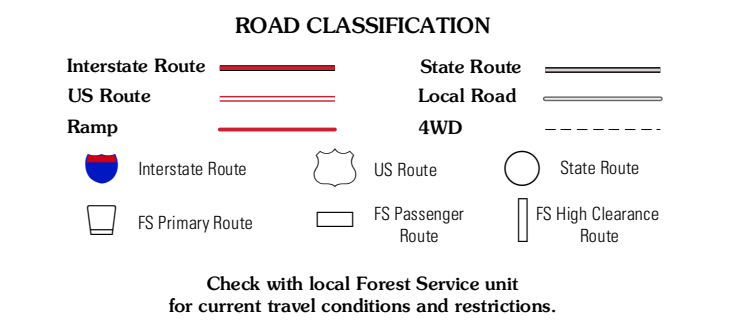 ROAD CLASSIFICATION
Interstate Route
State Route
US Route
Local Road
Ramp
4WD
Interstate Route
US Route
State Route
FS Primary Route
FS Passenger
Route
FS High Clearance
Route
Check with local Forest Service unit
for current travel conditions and restrictions.